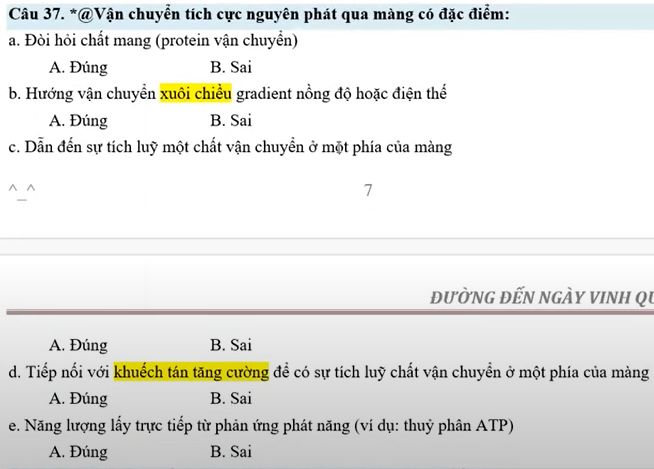 Câu 37. *@Vận chuyển tích cực nguyên phát qua màng có đặc điểm:
a. Đòi hỏi chất mang (protein vận chuyển)
A. Đúng B. Sai
b. Hướng vận chuyển xuôi chiều gradient nồng độ hoặc điện thế
A. Đúng B. Sai
c. Dẫn đến sự tích luỹ một chất vận chuyển ở một phía của màng
^_^ 7
ĐƯỜNG ĐẾN NGÀY VINH
A. Đúng B. Sai
d. Tiếp nối với khuếch tán tăng cường để có sự tích luỹ chất vận chuyển ở một phía của màng
A. Đúng B. Sai
e. Năng lượng lấy trực tiếp từ phản ứng phát năng (ví dụ: thuỷ phân ATP)
A. Đúng B. Sai